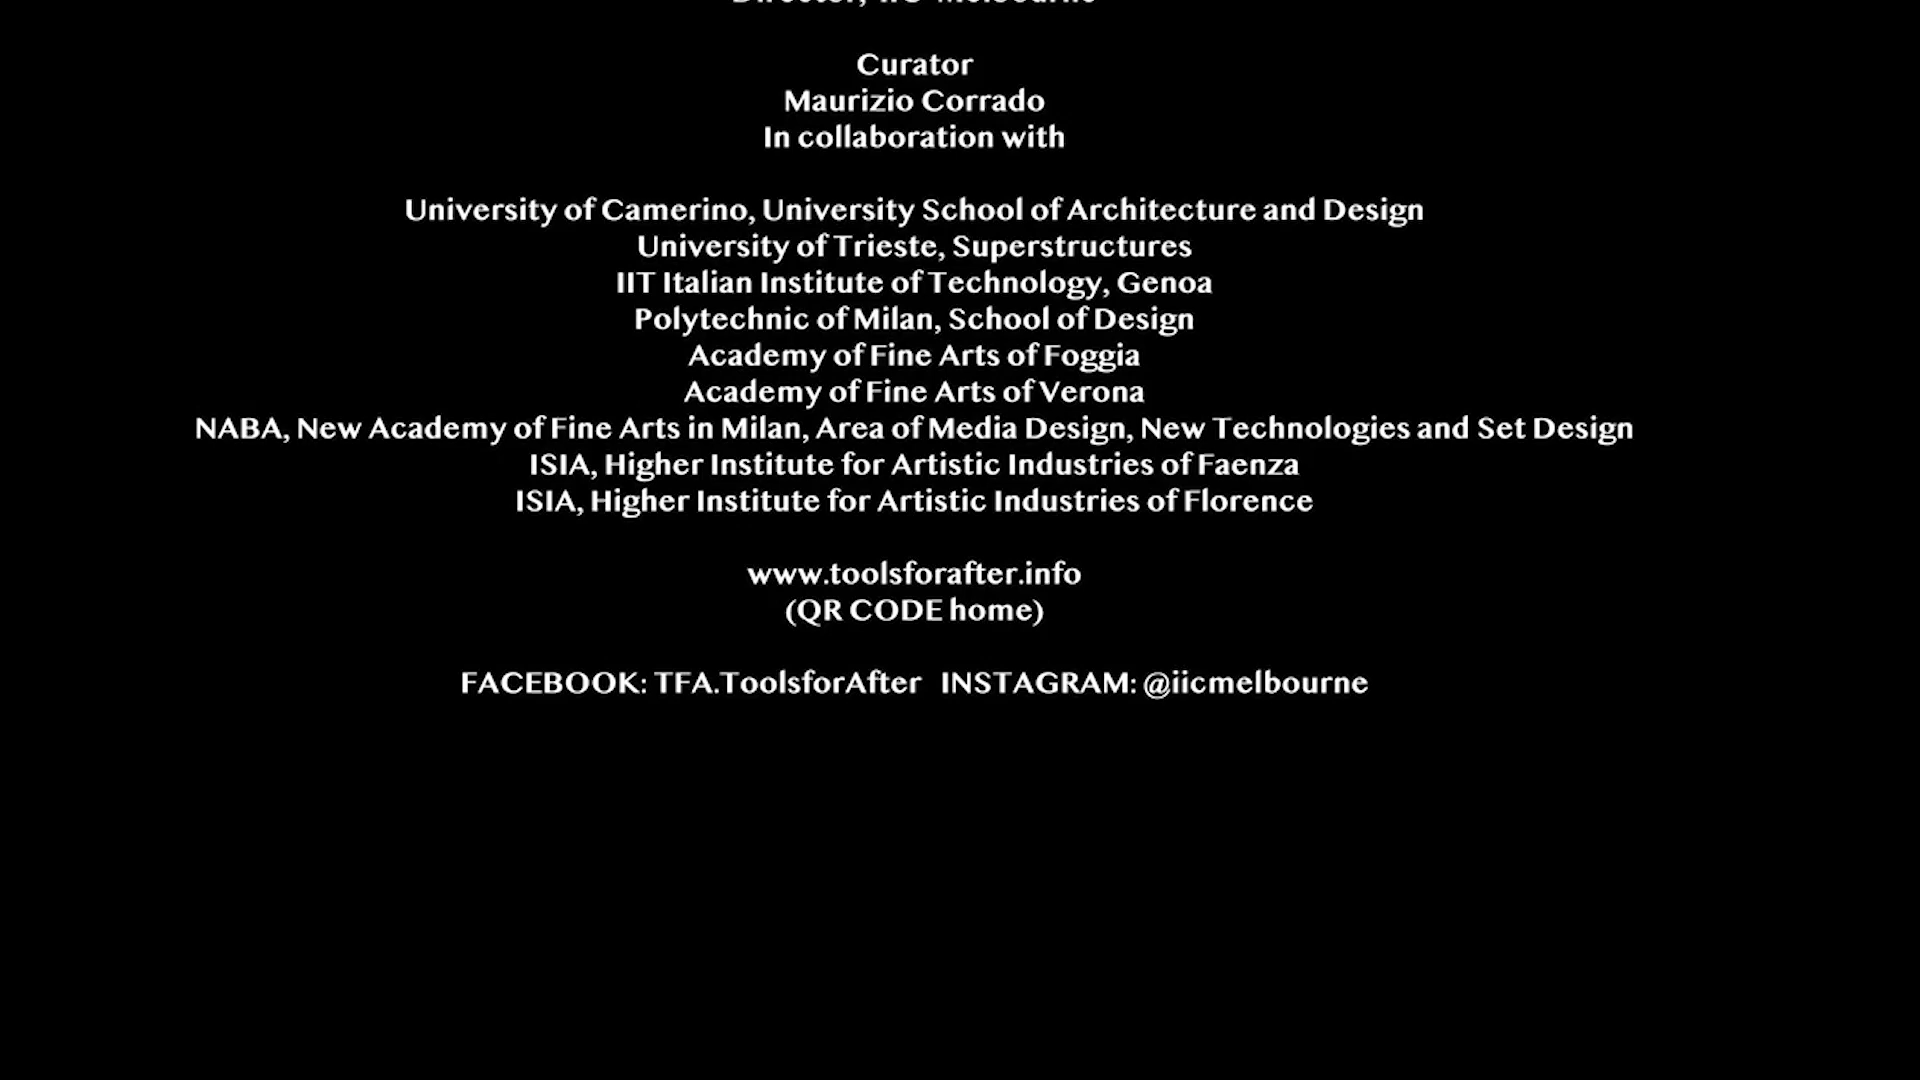 Director, IIC Melbourne
Curator
Maurizio Corrado
In collaboration with
University of Camerino, University School of Architecture and Design
University of Trieste, Superstructures
IIT Italian Institute of Technology, Genoa
Polytechnic of Milan, School of Design
Academy of Fine Arts of Foggia
Academy of Fine Arts of Verona
NABA, New Academy of Fine Arts in Milan, Area of Media Design, New Technologies and Set Design
ISIA, Higher Institute for Artistic Industries of Faenza
ISIA, Higher Institute for Artistic Industries of Florence
www.toolsforafter.info
(QR CODE home)
FACEBOOK: TFA.ToolsforAfter INSTAGRAM: @iicmelbourne